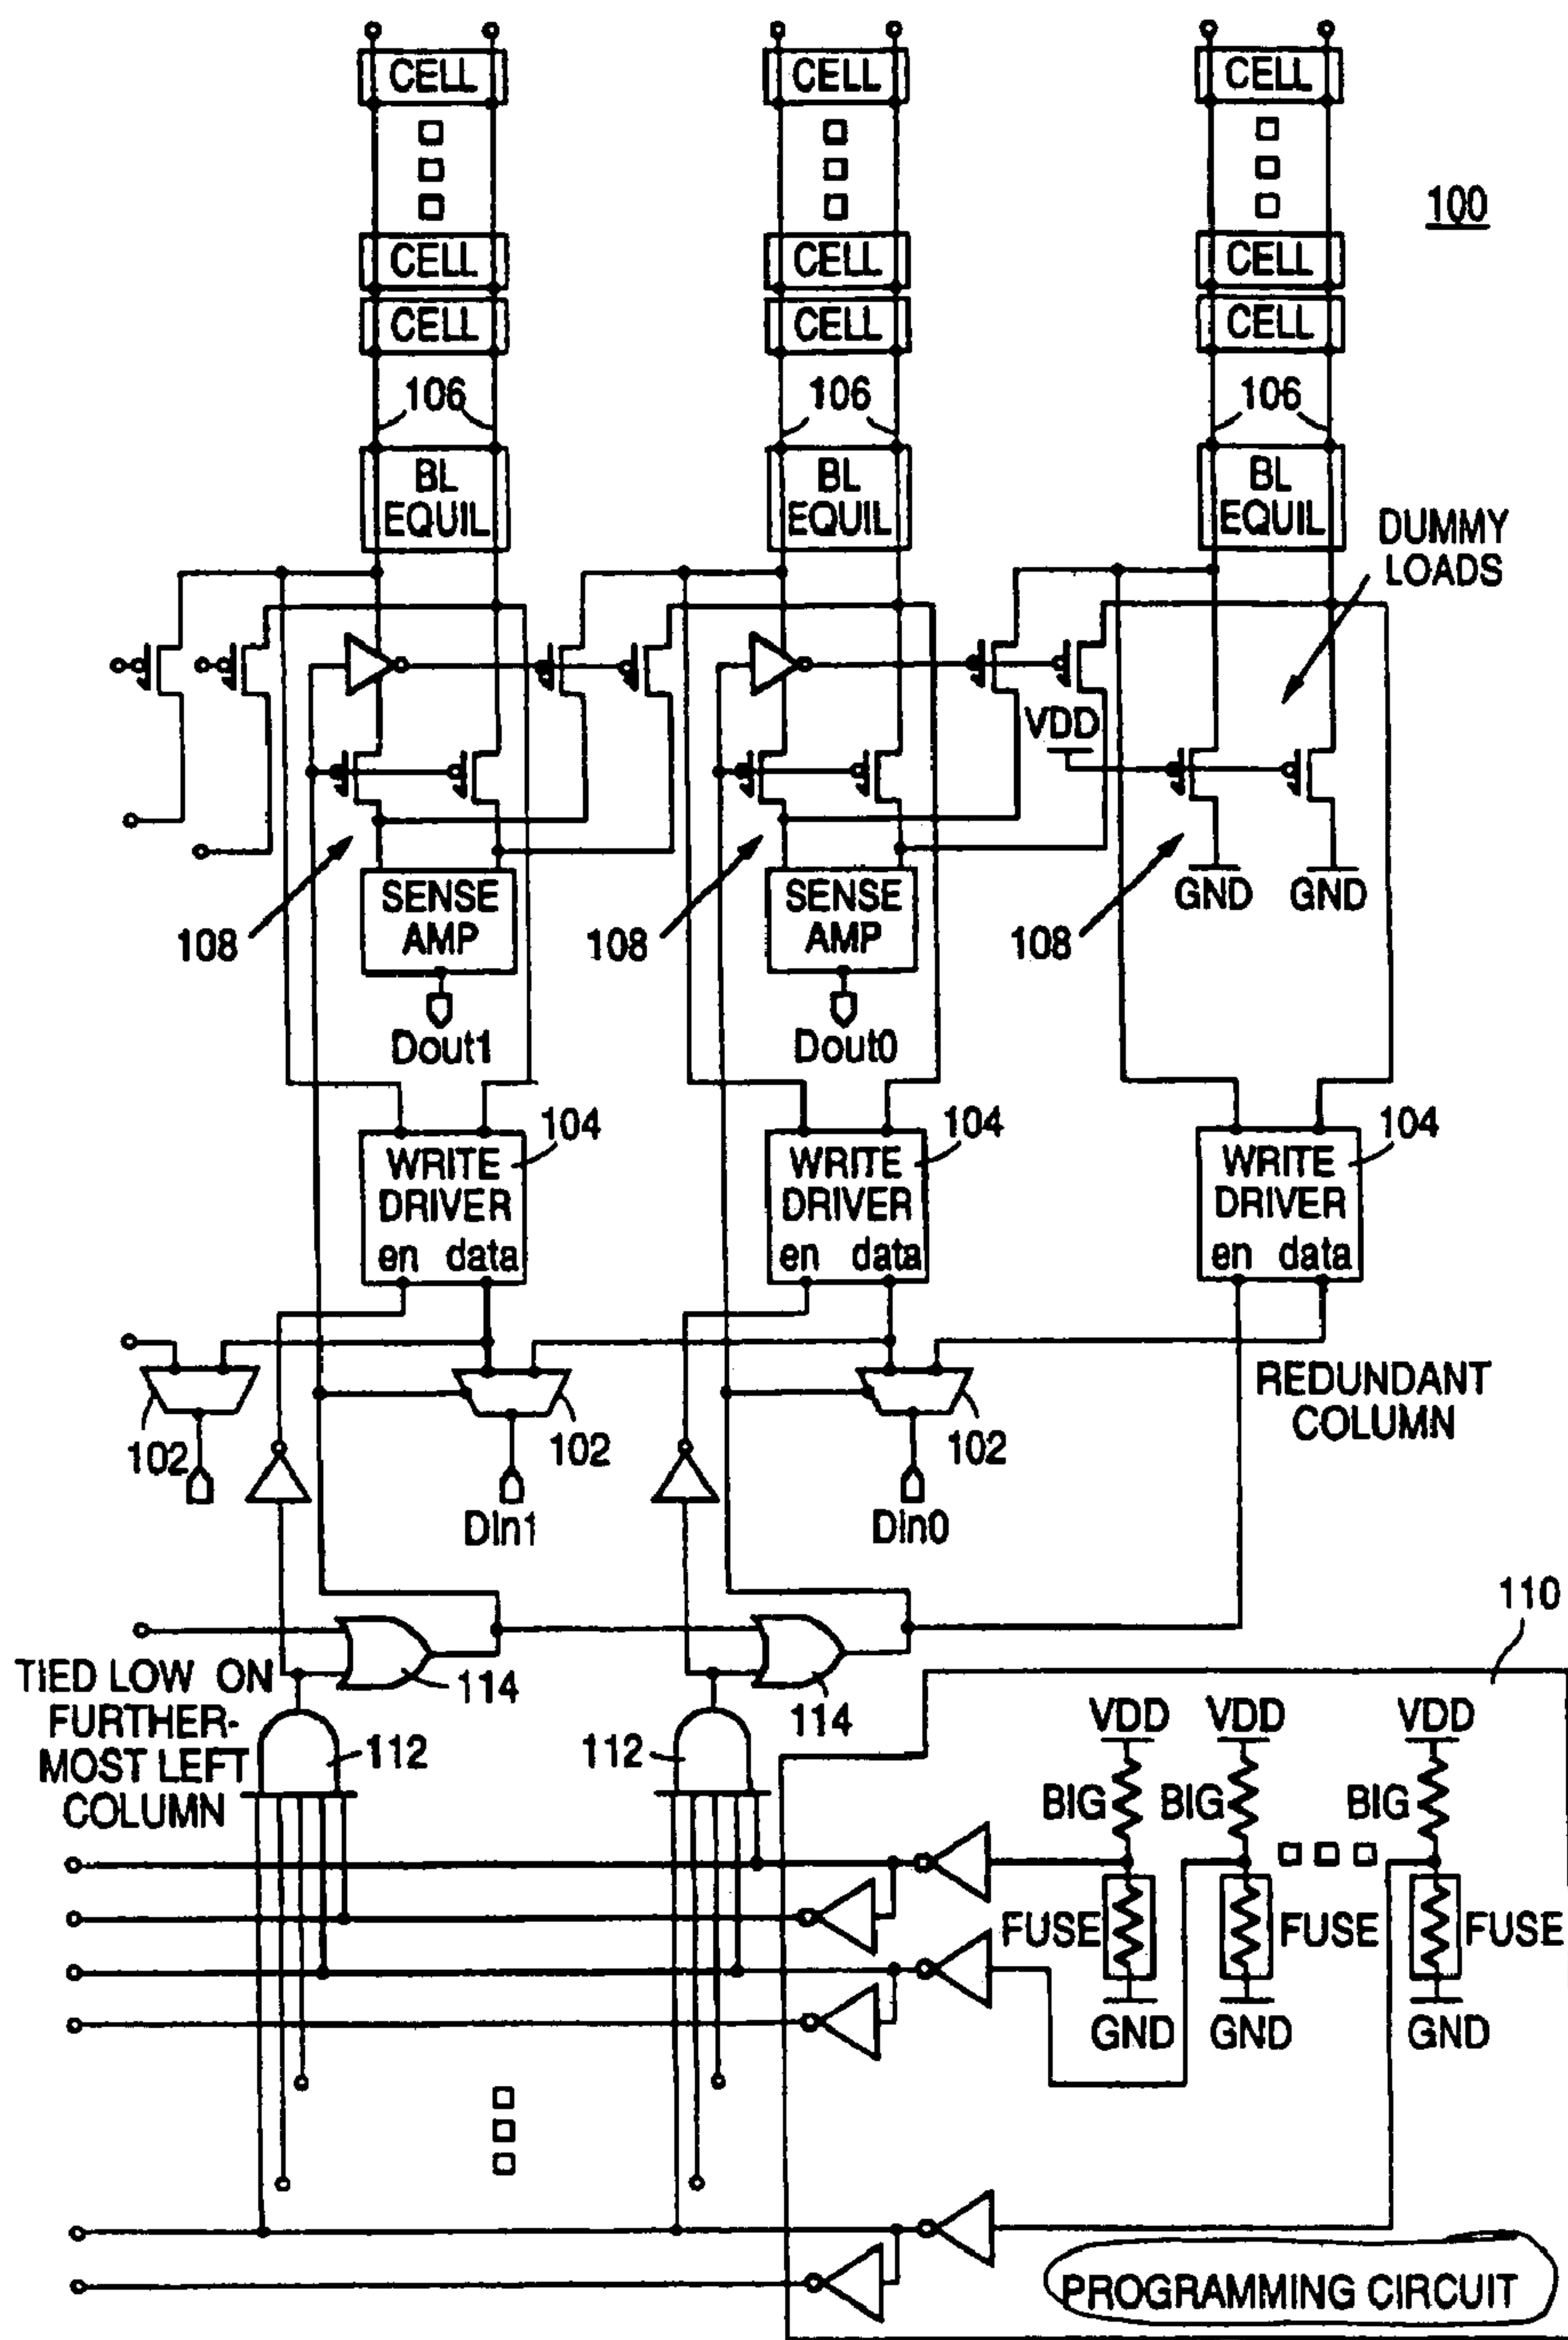 CELL CELL CELL
100
CELL CELL CELL
CELL CELL CELL
106 106 106
BL EQUIL BL EQUIL BL EQUIL
DUMMY
LOADS
VDD
SENSE AMP SENSE AMP GND GND
108 108 108
Dout1 Dout0
104 104 104
WRITE DRIVER WRITE DRIVER WRITE DRIVER
en data en data en data
REDUNDANT
COLUMN
102 102 102
Din1 Din0
110
TIED LOW ON
FURTHER-
MOST LEFT
COLUMN
114 114
112 112
VDD VDD VDD
BIG BIG BIG
FUSE FUSE FUSE
GND GND GND
PROGRAMMING CIRCUIT